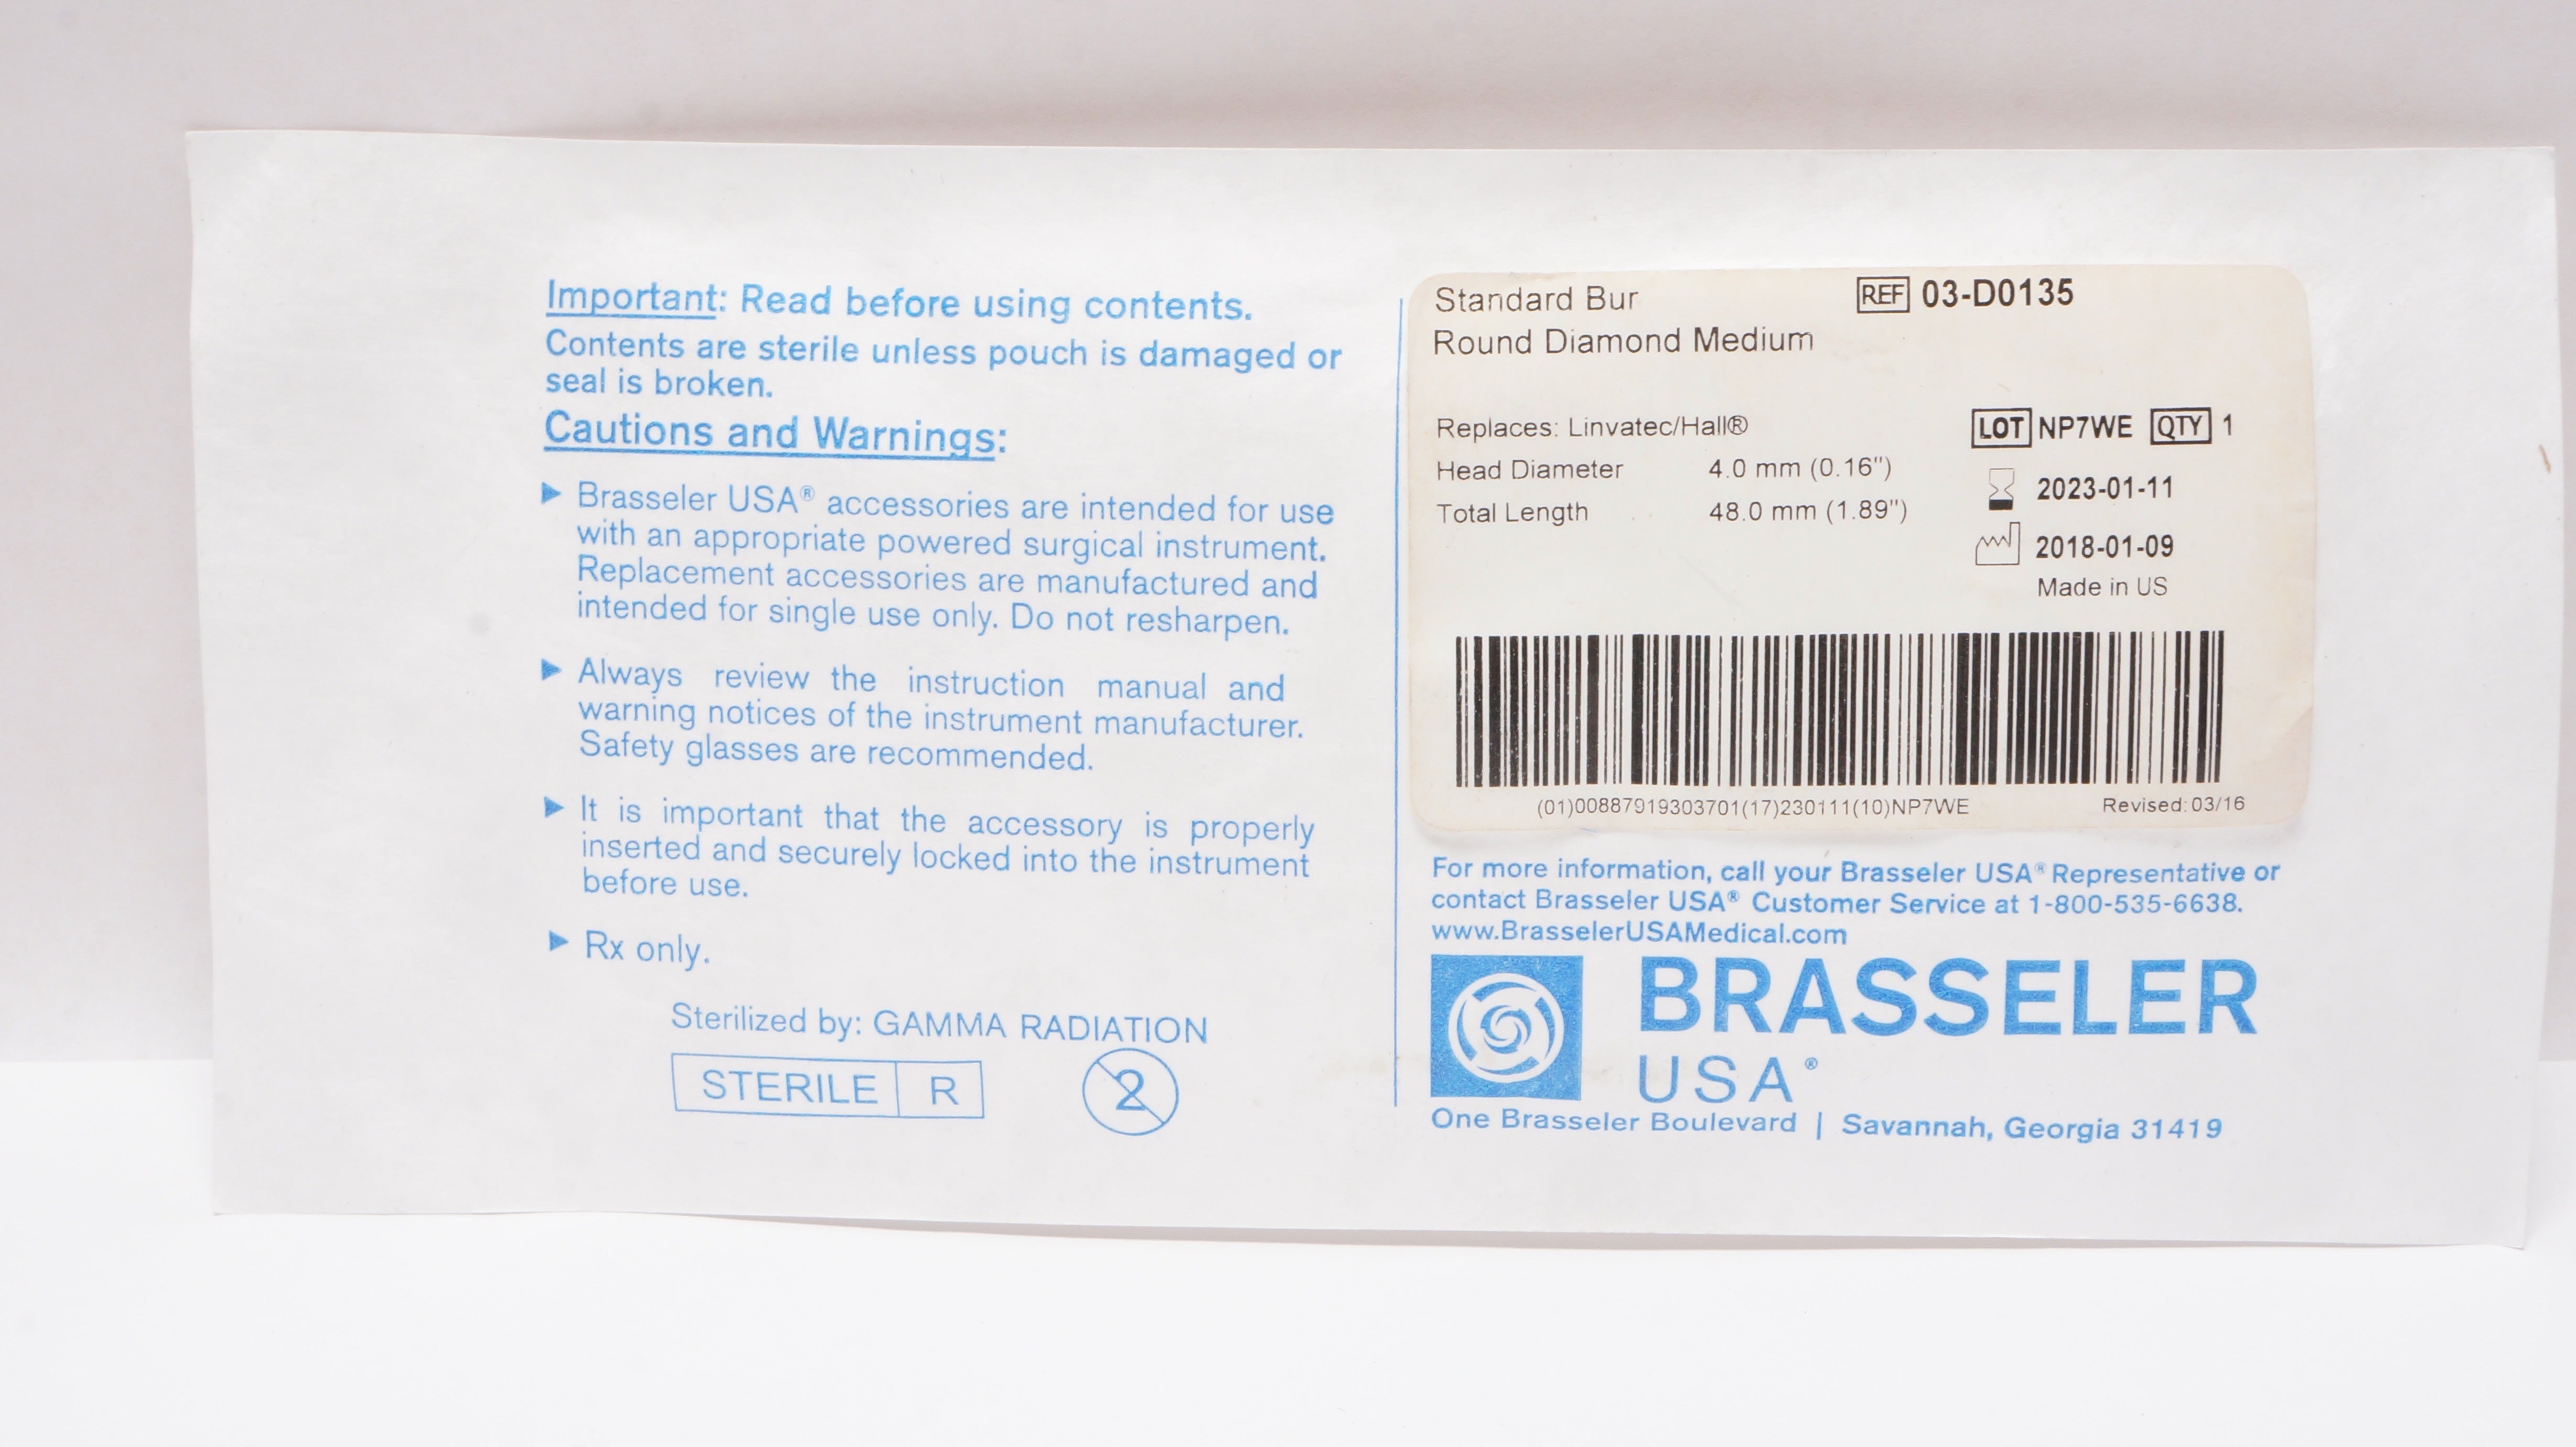 Important: Read before using contents.
Contents are sterile unless pouch is damaged or
seal is broken.
Cautions and Warnings:
▶ Brasseler USA® accessories are intended for use
with an appropriate powered surgical instrument.
Replacement accessories are manufactured and
intended for single use only. Do not resharpen.
▶ Always review the instruction manual and
warning notices of the instrument manufacturer.
Safety glasses are recommended.
▶ It is important that the accessory is properly
inserted and securely locked into the instrument
before use.
▶ Rx only.
Sterilized by: GAMMA RADIATION
STERILE R
2
Standard Bur REF 03-D0135
Round Diamond Medium
Replaces: Linvatec/Hall® LOT NP7WE QTY 1
Head Diameter 4.0 mm (0.16") 2023-01-11
Total Length 48.0 mm (1.89")
2018-01-09
Made in US
(01)00887919303701(17)230111(10)NP7WE Revised: 03/16
For more information, call your Brasseler USA® Representative or
contact Brasseler USA® Customer Service at 1-800-535-6638.
www.BrasselerUSAMedical.com
BRASSELER
USA®
One Brasseler Boulevard | Savannah, Georgia 31419